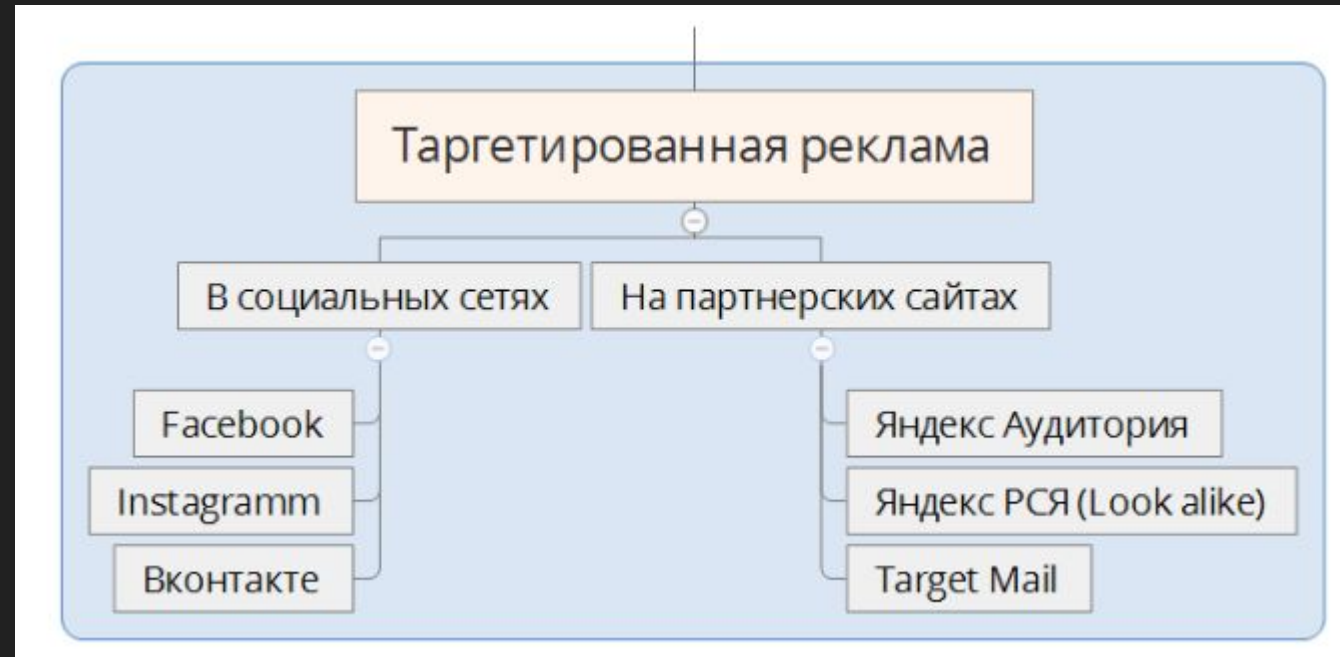 Таргетированная реклама
В социальных сетях
На партнерских сайтах
Facebook
Instagramm
Вконтакте
Яндекс Аудитория
Яндекс РСЯ (Look alike)
Target Mail